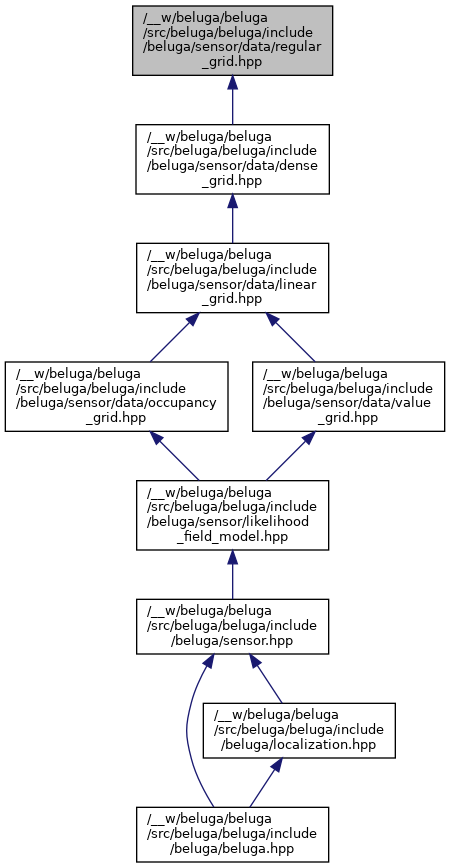 /__w/beluga/beluga
/src/beluga/beluga/include
/beluga/sensor/data/regular
_grid.hpp
/__w/beluga/beluga
/src/beluga/beluga/include
/beluga/sensor/data/dense
_grid.hpp
/__w/beluga/beluga
/src/beluga/beluga/include
/beluga/sensor/data/linear
_grid.hpp
/__w/beluga/beluga
/src/beluga/beluga/include
/beluga/sensor/data/occupancy
_grid.hpp
/__w/beluga/beluga
/src/beluga/beluga/include
/beluga/sensor/data/value
_grid.hpp
/__w/beluga/beluga
/src/beluga/beluga/include
/beluga/sensor/likelihood
_field_model.hpp
/__w/beluga/beluga
/src/beluga/beluga/include
/beluga/sensor.hpp
/__w/beluga/beluga
/src/beluga/beluga/include
/beluga/localization.hpp
/__w/beluga/beluga
/src/beluga/beluga/include
/beluga/beluga.hpp